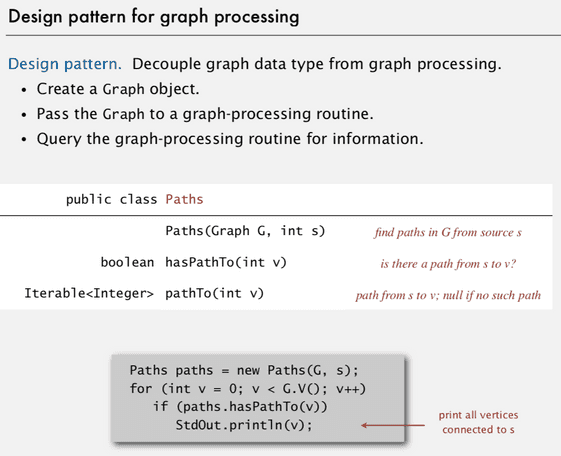 Design pattern for graph processing
Design pattern. Decouple graph data type from graph processing.
• Create a Graph object.
• Pass the Graph to a graph-processing routine.
• Query the graph-processing routine for information.
public class Paths
Paths(Graph G, int s) find paths in G from source s
boolean hasPathTo(int v) is there a path from s to v?
Iterable<Integer> pathTo(int v) path from s to v; null if no such path
Paths paths = new Paths(G, s);
for (int v = 0; v < G.V(); v++)
if (paths.hasPathTo(v))
StdOut.println(v);
print all vertices
connected to s